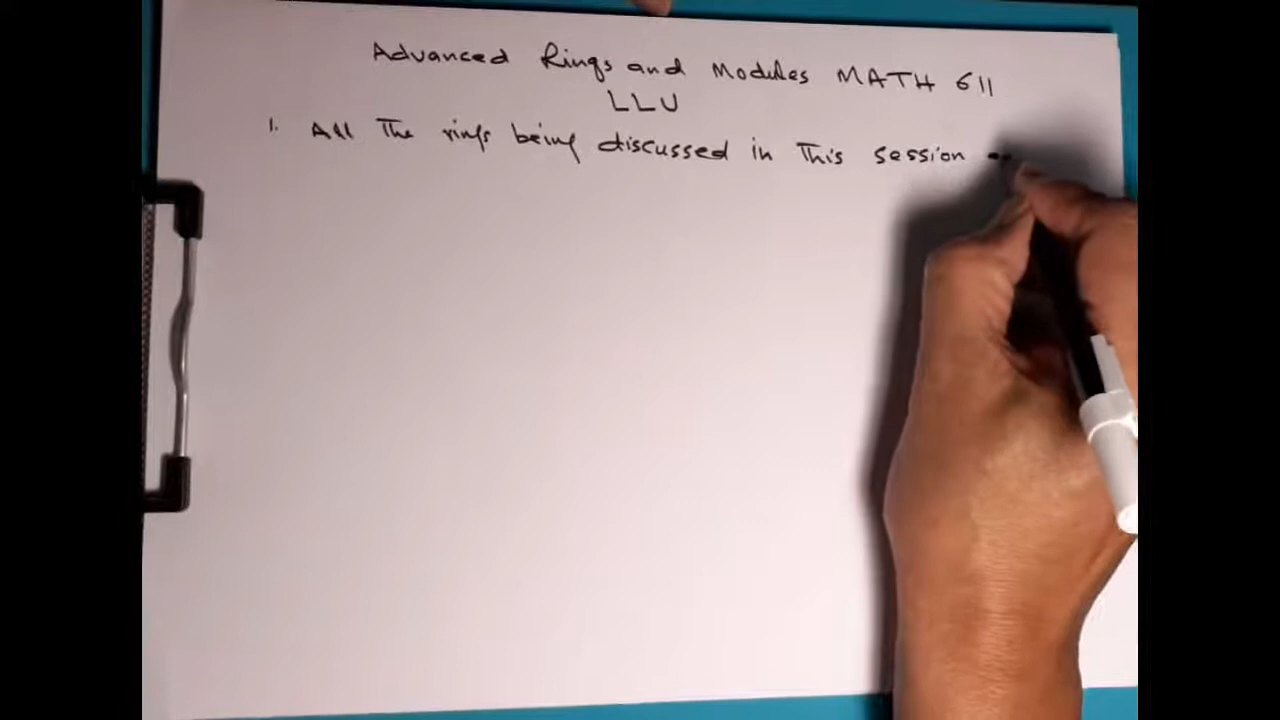 Advanced Rings and Modules MATH 611
LLU
1. All The rings being discussed in This session